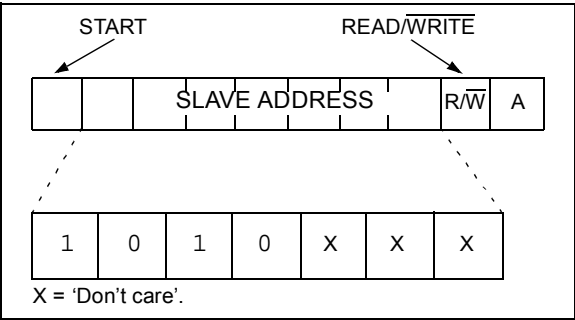 START READ/WRITE
SLAVE ADDRESS R/W A
1 0 1 0 X X X
X = ‘Don’t care’.